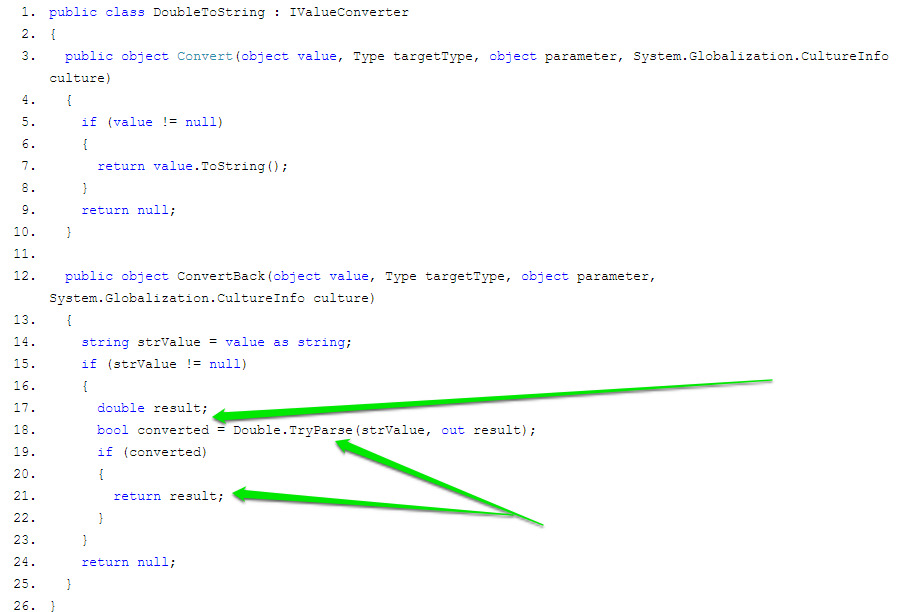 1. public class DoubleToString : IValueConverter
2. {
3.   public object Convert(object value, Type targetType, object parameter, System.Globalization.CultureInfo
culture)
4.   {
5.     if (value != null)
6.     {
7.       return value.ToString();
8.     }
9.     return null;
10.   }
11.
12.   public object ConvertBack(object value, Type targetType, object parameter,
System.Globalization.CultureInfo culture)
13.   {
14.     string strValue = value as string;
15.     if (strValue != null)
16.     {
17.       double result;
18.       bool converted = Double.TryParse(strValue, out result);
19.       if (converted)
20.       {
21.         return result;
22.       }
23.     }
24.     return null;
25.   }
26. }